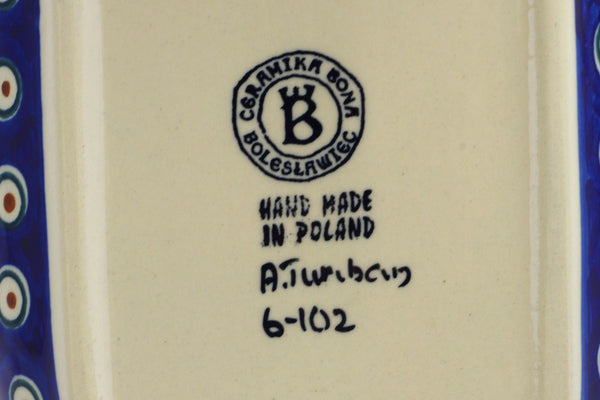 CERAMIKA BONA
B
BOLESŁAWIEC
HAND MADE
IN POLAND
6-102